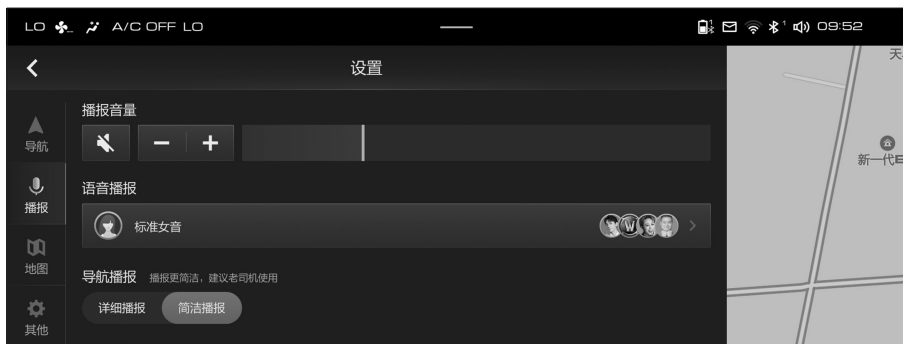 LO A/C OFF LO
1 1 09:52
设置
天
播报音量
导航
新一代
语音播报
播报
标准女音
W
地图
导航播报 播报更简洁，建议老司机使用
详细播报 简洁播报
其他